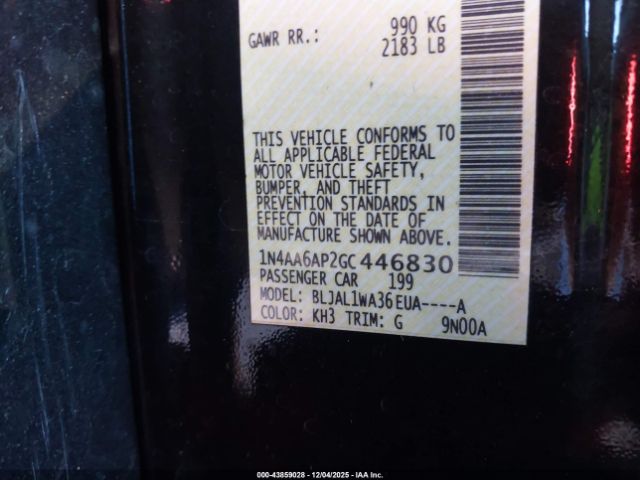 GAWR RR.: 990 KG
2183 LB
THIS VEHICLE CONFORMS TO
ALL APPLICABLE FEDERAL
MOTOR VEHICLE SAFETY,
BUMPER, AND THEFT
PREVENTION STANDARDS IN
EFFECT ON THE DATE OF
MANUFACTURE SHOWN ABOVE.
1N4AA6AP2GC446830
PASSENGER CAR 199
MODEL: BLJAL1WA36EUA----A
COLOR: KH3 TRIM: G 9N00A
000-43859028 - 12/04/2025 - IAA Inc.